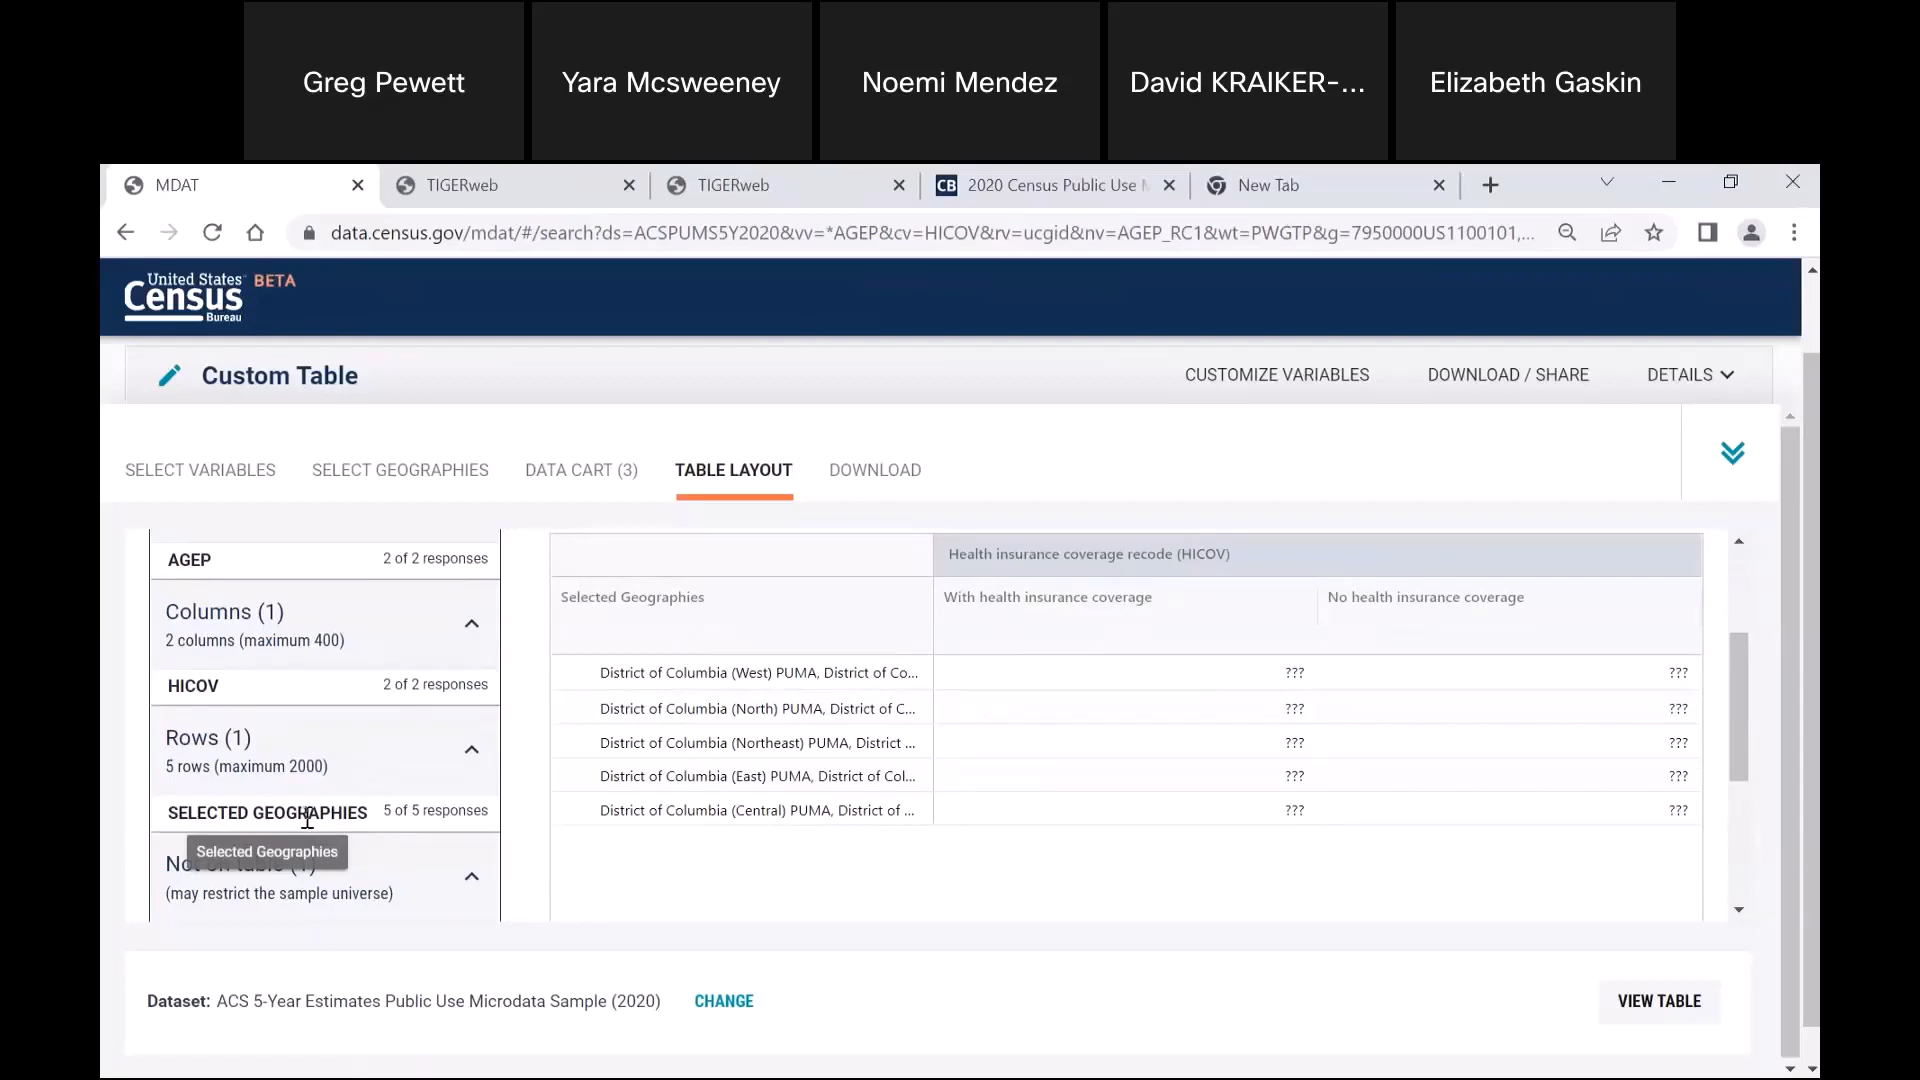 Greg Pewett
Yara Mcsweeney
Noemi Mendez
David KRAIKER-...
Elizabeth Gaskin
MDAT
TIGERweb
TIGERweb
CB 2020 Census Public Use
New Tab
data.census.gov/mdat/#/search?ds=ACSPUMS5Y2020&vv=*AGEP&cv=HICOV&rv=ucgid&nv=AGEP_RC1&wt=PWGTP&g=7950000US1100101,...
United States
Census
Bureau
BETA
Custom Table
CUSTOMIZE VARIABLES
DOWNLOAD / SHARE
DETAILS
SELECT VARIABLES
SELECT GEOGRAPHIES
DATA CART (3)
TABLE LAYOUT
DOWNLOAD
AGEP 2 of 2 responses
Columns (1)
2 columns (maximum 400)
HICOV 2 of 2 responses
Rows (1)
5 rows (maximum 2000)
SELECTED GEOGRAPHIES 5 of 5 responses
Selected Geographies
(may restrict the sample universe)
Health insurance coverage recode (HICOV)
Selected Geographies With health insurance coverage No health insurance coverage
District of Columbia (West) PUMA, District of Co... ??? ???
District of Columbia (North) PUMA, District of C... ??? ???
District of Columbia (Northeast) PUMA, District ... ??? ???
District of Columbia (East) PUMA, District of Col... ??? ???
District of Columbia (Central) PUMA, District of ... ??? ???
Dataset: ACS 5-Year Estimates Public Use Microdata Sample (2020) CHANGE
VIEW TABLE